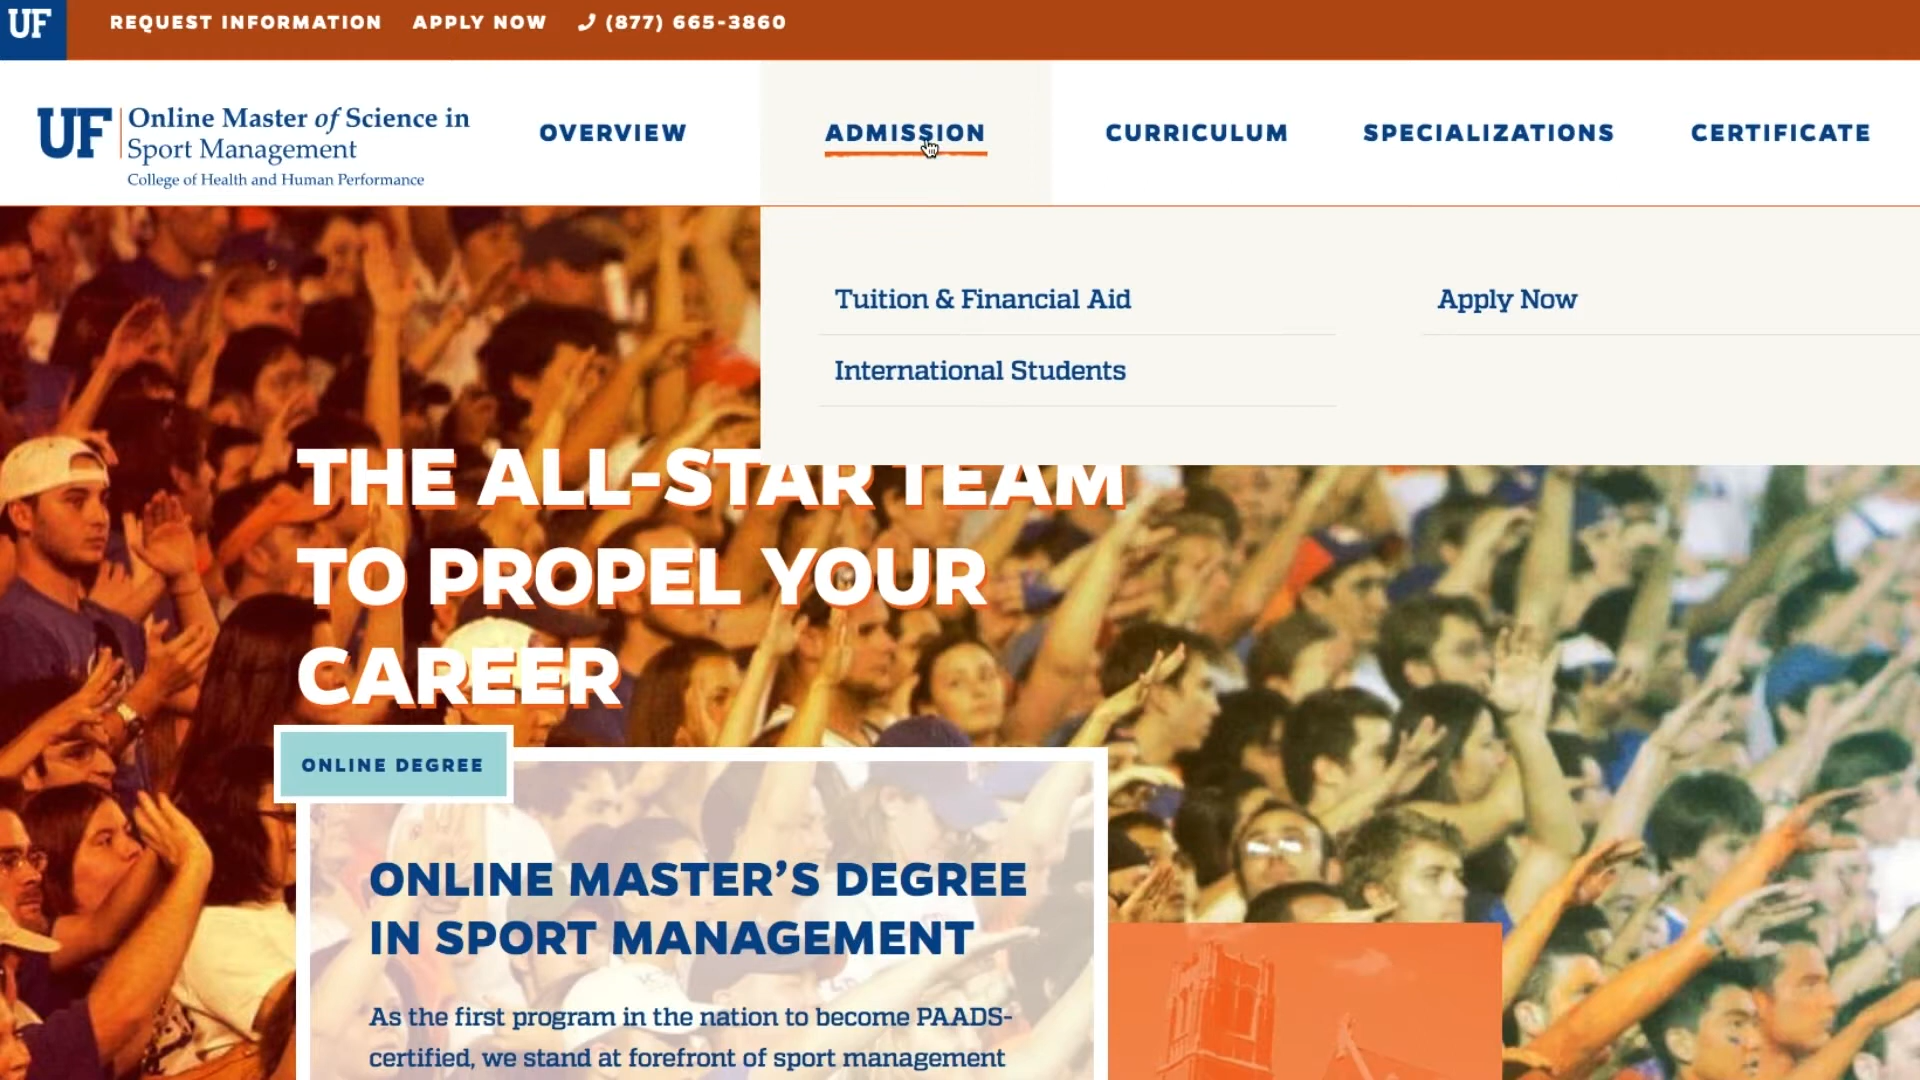 UF
REQUEST INFORMATION APPLY NOW (877) 665-3860
UF Online Master of Science in
Sport Management
College of Health and Human Performance
OVERVIEW ADMISSION CURRICULUM SPECIALIZATIONS CERTIFICATE
Tuition & Financial Aid Apply Now
International Students
THE ALL-STAR TEAM
TO PROPEL YOUR
CAREER
ONLINE DEGREE
ONLINE MASTER’S DEGREE
IN SPORT MANAGEMENT
As the first program in the nation to become PAADS-
certified, we stand at forefront of sport management